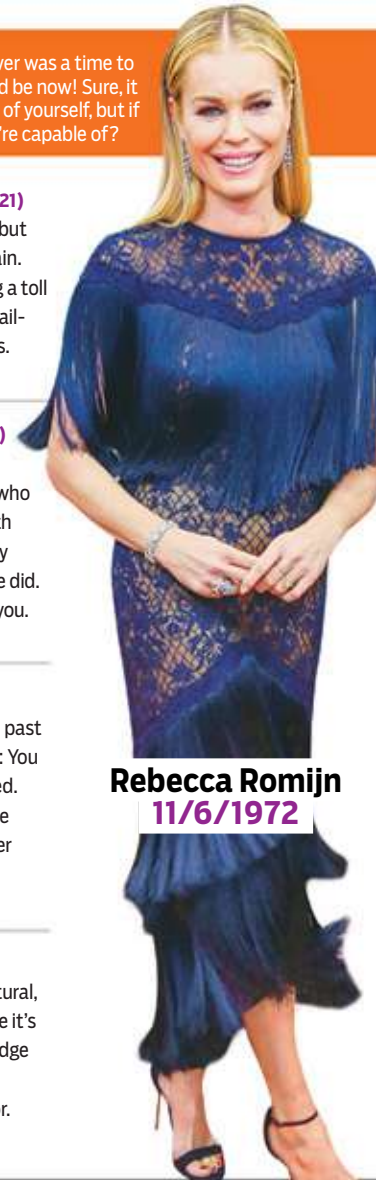 ver was a time to
d be now! Sure, it
of yourself, but if
're capable of?
21)
but
in.
g a toll
ail-
s.
)
who
th
y
e did.
you.
past
: You
ed.
e
er
tural,
e it's
dge
r.
Rebecca Romijn
11/6/1972